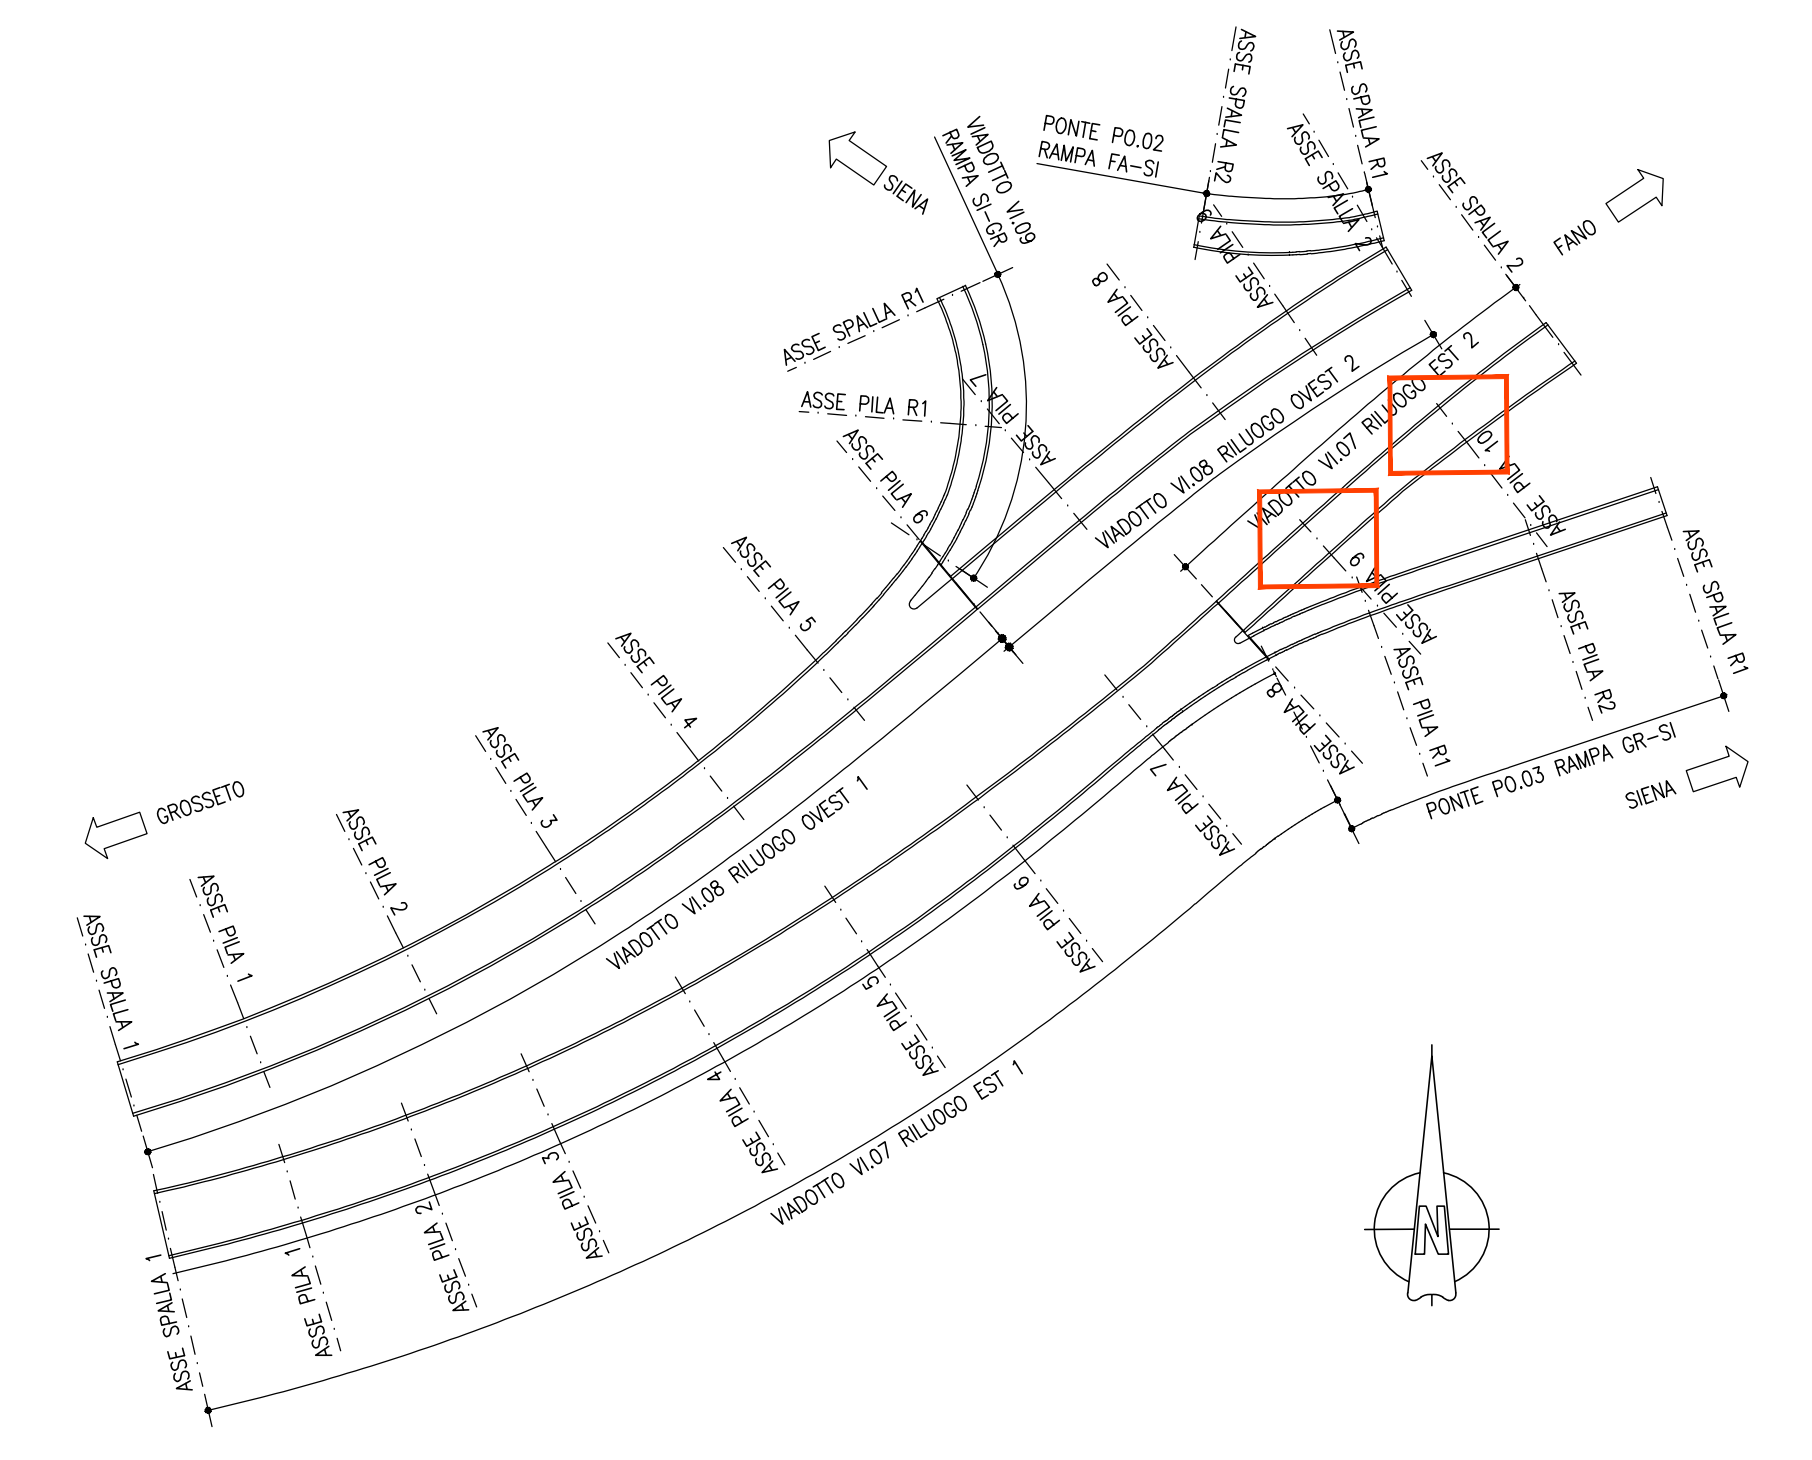 ASSE SPALLA R2
ASSE SPALLA R1
PONTE PO.02
RAMPA FA-SI
ASSE SPALLA 2
ASSE SPALLA 2
FANO
SIENA
VIADOTTO VI.09
RAMPA SI-GR
ASSE SPALLA R1
ASSE PILA R1
ASSE PILA 6
ASSE PILA 7
ASSE PILA 8
ASSE PILA 9
VIADOTTO VI.08 RILUOGO OVEST 2
VIADOTTO VI.07 RILUOGO EST 2
ASSE PILA 10
ASSE PILA 9
ASSE PILA 5
ASSE PILA 4
ASSE PILA 3
ASSE PILA 2
ASSE PILA 1
ASSE SPALLA 1
GROSSETO
VIADOTTO VI.08 RILUOGO OVEST 1
ASSE SPALLA R1
ASSE PILA R2
ASSE PILA R1
PONTE PO.03 RAMPA GR-SI
SIENA
ASSE PILA 8
ASSE PILA 7
ASSE PILA 6
ASSE PILA 5
ASSE PILA 4
ASSE PILA 3
ASSE PILA 2
ASSE PILA 1
ASSE SPALLA 1
VIADOTTO VI.07 RILUOGO EST 1
N